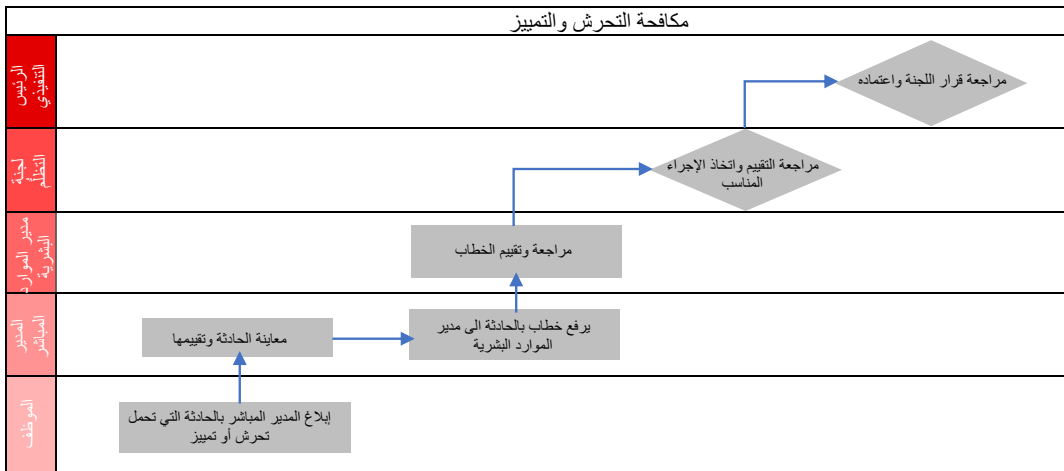 مكافحة التحرش والتمييز
الرئيس
التنفيذي
مراجعة قرار اللجنة واعتماده
لجنة
التظلم
مراجعة التقييم واتخاذ الإجراء
المناسب
مدير الموارد
البشرية
مراجعة وتقييم الخطاب
المدير
المباشر
معاينة الحادثة وتقييمها
يرفع خطاب بالحادثة الى مدير
الموارد البشرية
الموظف
إبلاغ المدير المباشر بالحادثة التي تحمل
تحرش أو تمييز